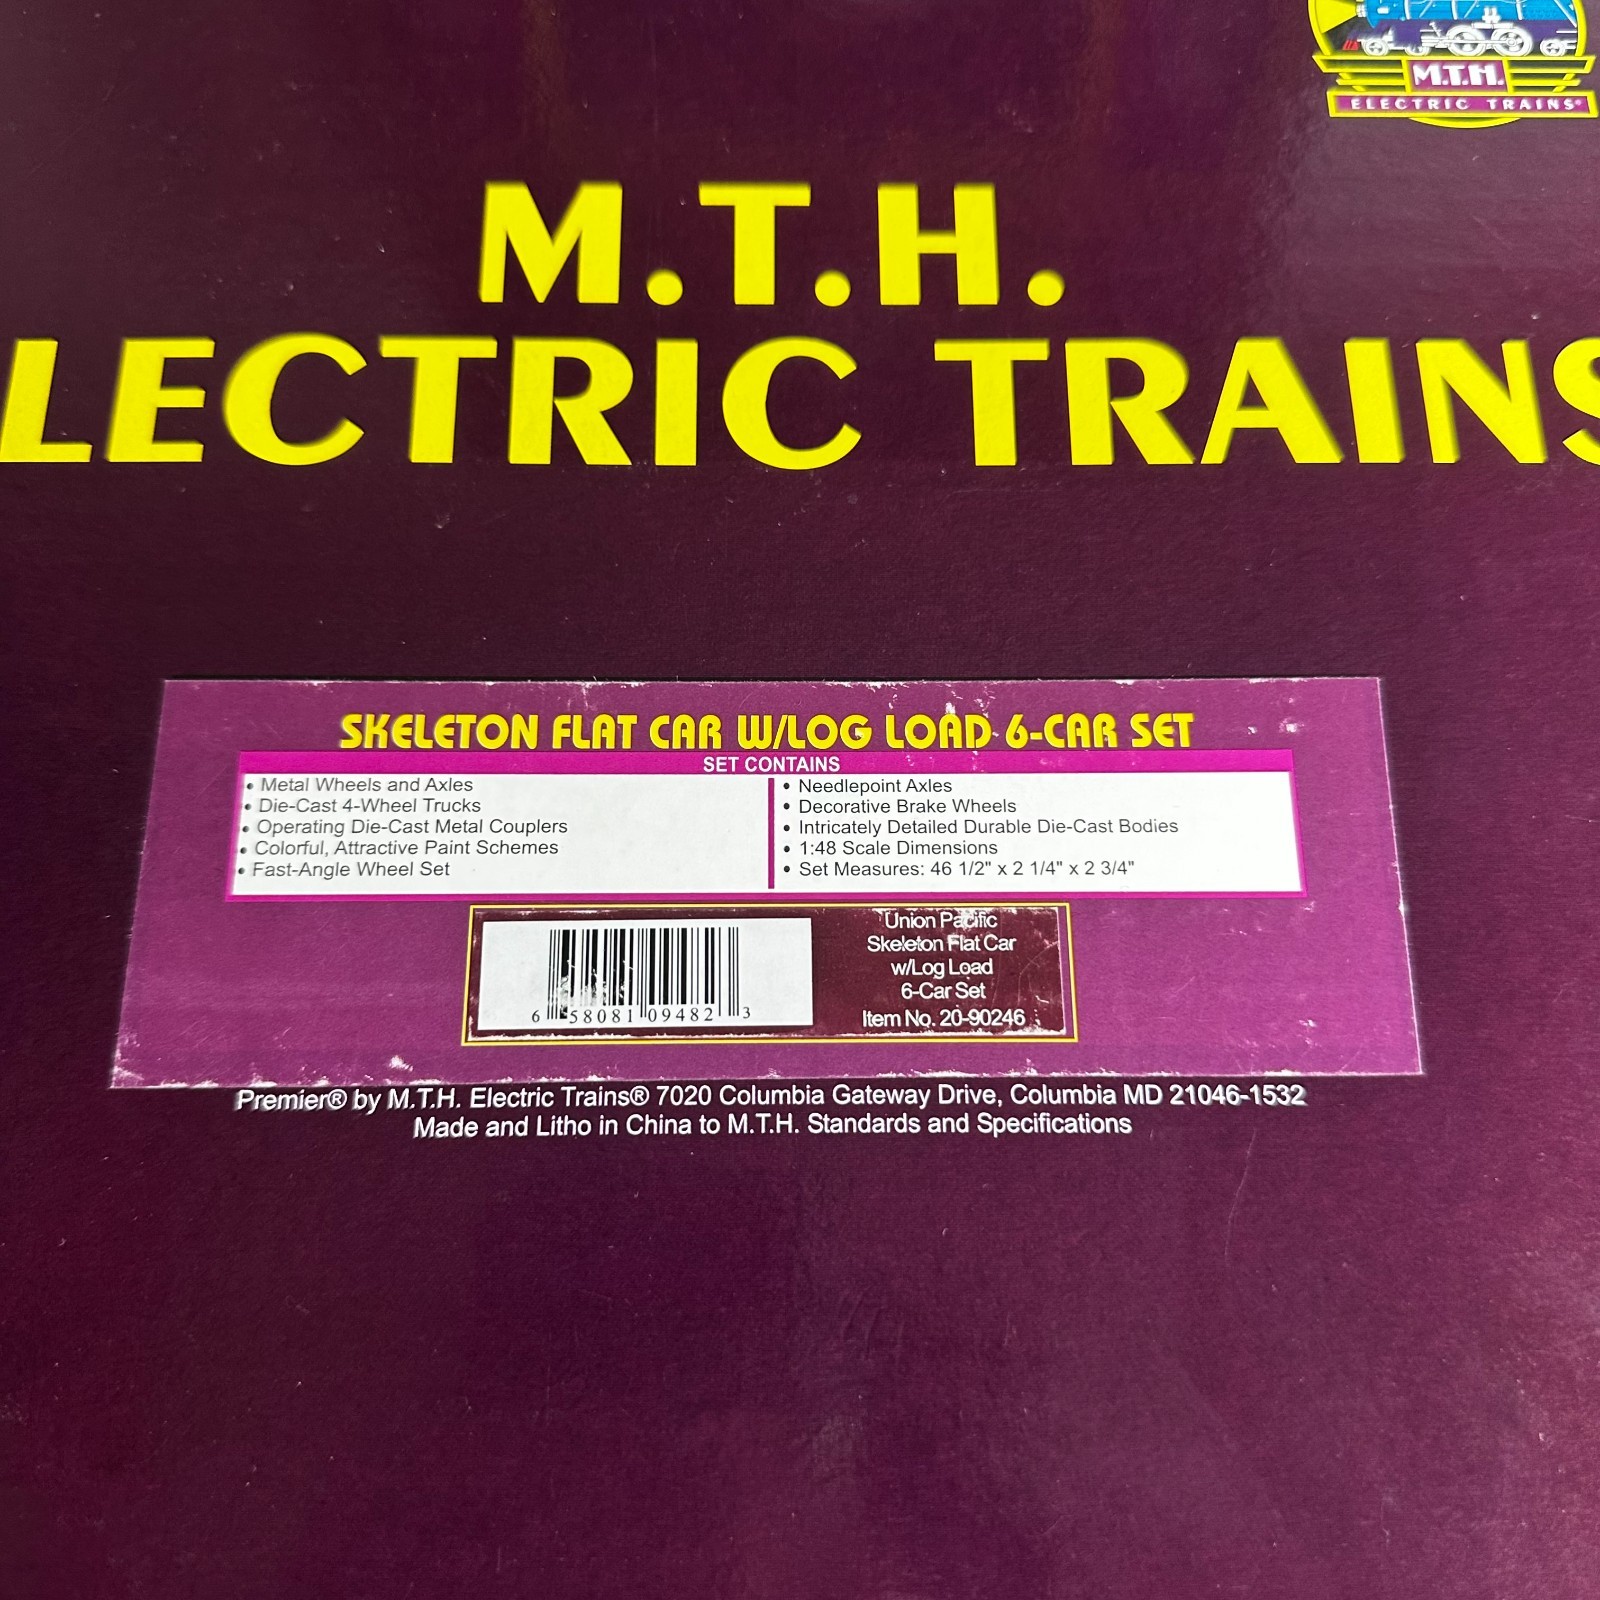 M.T.H.
ELECTRIC TRAINS®
M.T.H.
LECTRIC TRAINS
SKELETON FLAT CAR W/LOG LOAD 6-CAR SET
SET CONTAINS
• Metal Wheels and Axles
• Die-Cast 4-Wheel Trucks
• Operating Die-Cast Metal Couplers
• Colorful, Attractive Paint Schemes
• Fast-Angle Wheel Set
• Needlepoint Axles
• Decorative Brake Wheels
• Intricately Detailed Durable Die-Cast Bodies
• 1:48 Scale Dimensions
• Set Measures: 46 1/2" x 2 1/4" x 2 3/4"
6 58081 09482 3
Union Pacific
Skeleton Flat Car
w/Log Load
6-Car Set
Item No. 20-90246
Premier® by M.T.H. Electric Trains® 7020 Columbia Gateway Drive, Columbia MD 21046-1532
Made and Litho in China to M.T.H. Standards and Specifications